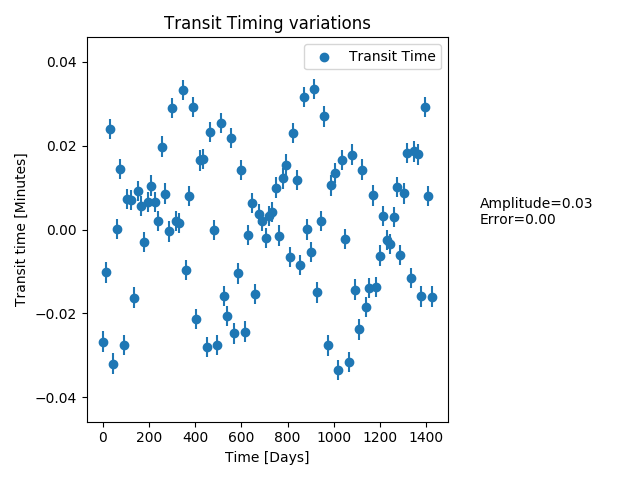 Transit Timing variations
Transit Time
0.04
0.02
0.00
−0.02
−0.04
Transit time [Minutes]
0
200
400
600
800
1000
1200
1400
Time [Days]
Amplitude=0.03
Error=0.00